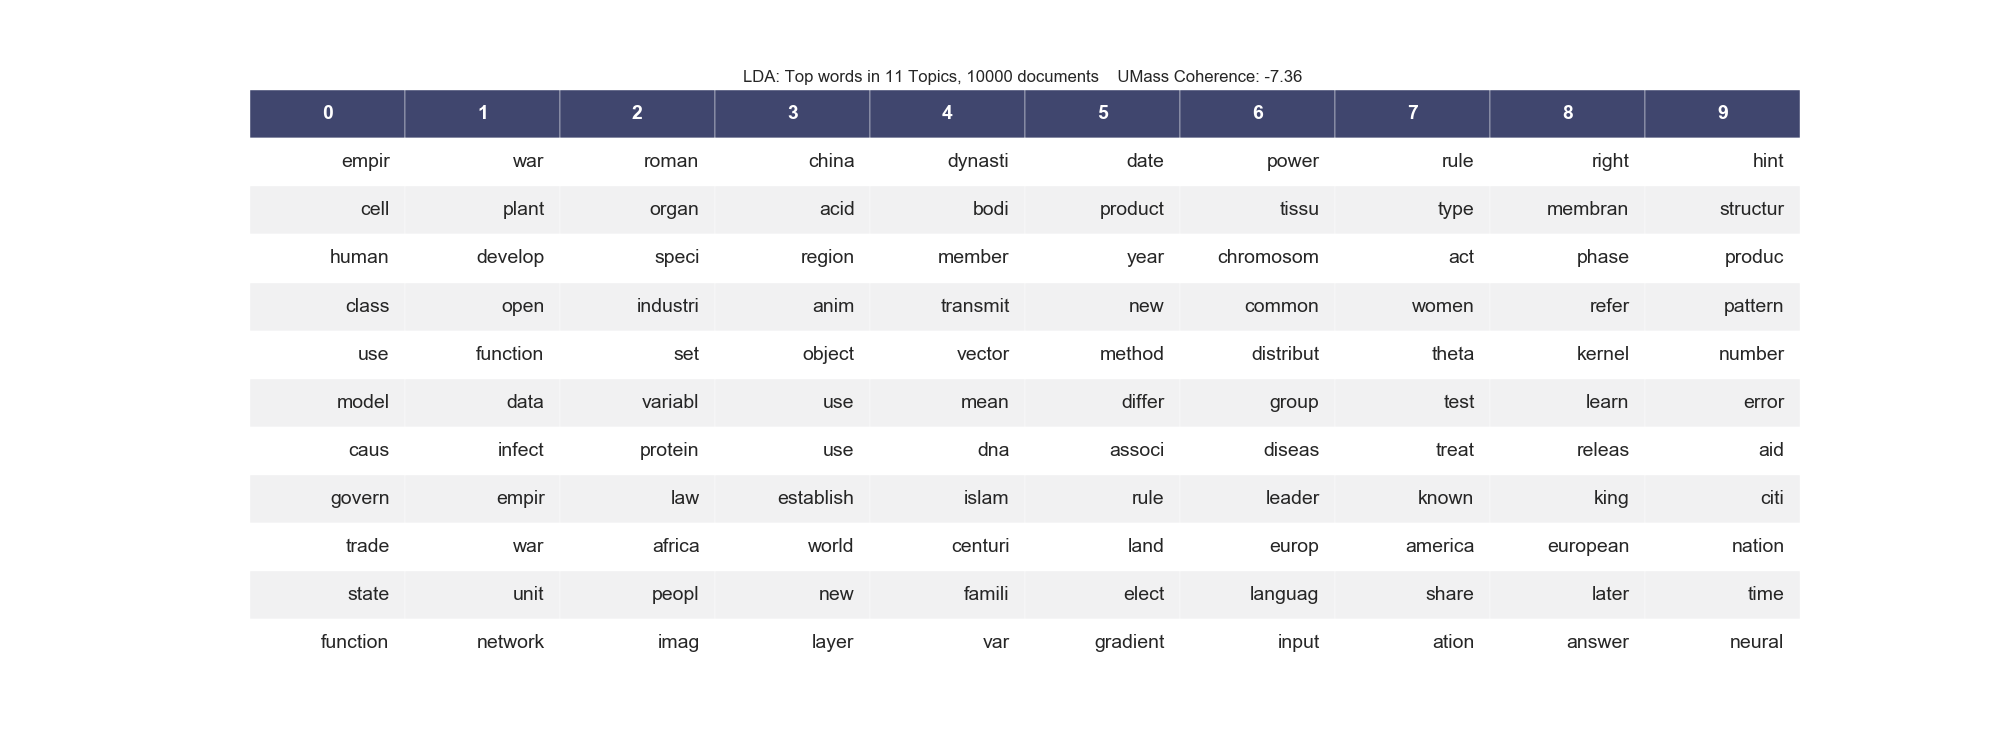 LDA: Top words in 11 Topics, 10000 documents    UMass Coherence: -7.36
0 1 2 3 4 5 6 7 8 9
empir war roman china dynasti date power rule right hint
cell plant organ acid bodi product tissu type membran structur
human develop speci region member year chromosom act phase produc
class open industri anim transmit new common women refer pattern
use function set object vector method distribut theta kernel number
model data variabl use mean differ group test learn error
caus infect protein use dna associ diseas treat releas aid
govern empir law establish islam rule leader known king citi
trade war africa world centuri land europ america european nation
state unit peopl new famili elect languag share later time
function network imag layer var gradient input ation answer neural